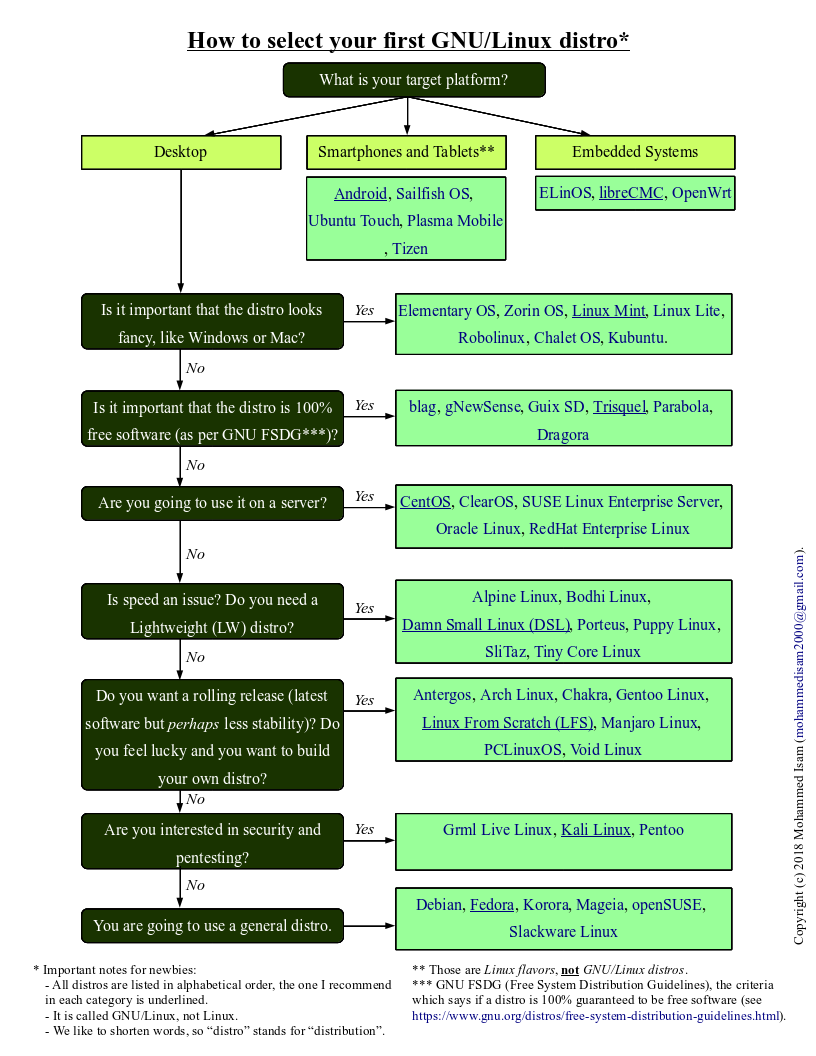 How to select your first GNU/Linux distro*
What is your target platform?
Desktop
Smartphones and Tablets**
Embedded Systems
Android, Sailfish OS,
Ubuntu Touch, Plasma Mobile
, Tizen
ELinOS, libreCMC, OpenWrt
Is it important that the distro looks
fancy, like Windows or Mac?
Yes
Elementary OS, Zorin OS, Linux Mint, Linux Lite,
Robolinux, Chalet OS, Kubuntu.
No
Is it important that the distro is 100%
free software (as per GNU FSDG***)?
Yes
blag, gNewSense, Guix SD, Trisquel, Parabola,
Dragora
No
Are you going to use it on a server?
Yes
CentOS, ClearOS, SUSE Linux Enterprise Server,
Oracle Linux, RedHat Enterprise Linux
No
Is speed an issue? Do you need a
Lightweight (LW) distro?
Yes
Alpine Linux, Bodhi Linux,
Damn Small Linux (DSL), Porteus, Puppy Linux,
SliTaz, Tiny Core Linux
No
Do you want a rolling release (latest
software but perhaps less stability)? Do
you feel lucky and you want to build
your own distro?
Yes
Antergos, Arch Linux, Chakra, Gentoo Linux,
Linux From Scratch (LFS), Manjaro Linux,
PCLinuxOS, Void Linux
No
Are you interested in security and
pentesting?
Yes
Grml Live Linux, Kali Linux, Pentoo
No
You are going to use a general distro.
Debian, Fedora, Korora, Mageia, openSUSE,
Slackware Linux
* Important notes for newbies:
- All distros are listed in alphabetical order, the one I recommend
in each category is underlined.
- It is called GNU/Linux, not Linux.
- We like to shorten words, so “distro” stands for “distribution”.
** Those are Linux flavors, not GNU/Linux distros.
*** GNU FSDG (Free System Distribution Guidelines), the criteria
which says if a distro is 100% guaranteed to be free software (see
https://www.gnu.org/distros/free-system-distribution-guidelines.html).
Copyright (c) 2018 Mohammed Isam (mohammedisam2000@gmail.com).